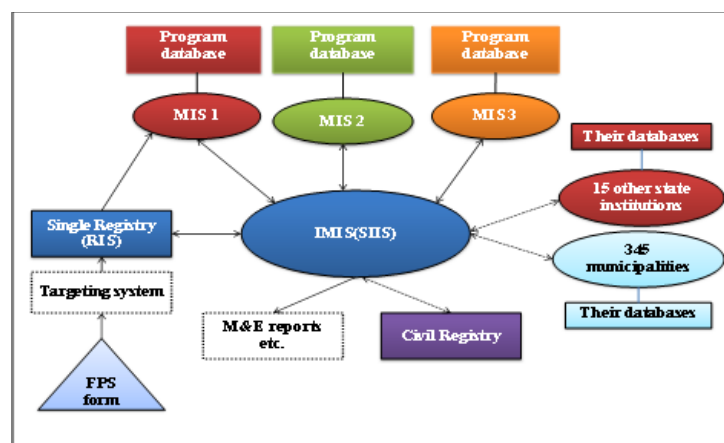 Program
database
Program
database
Program
database
MIS 1
MIS 2
MIS 3
Their databases
15 other state
institutions
Single Registry
(RIS)
IMIS(SIIS)
345
municipalities
Targeting system
Their databases
M&E reports
etc.
Civil Registry
FPS
form